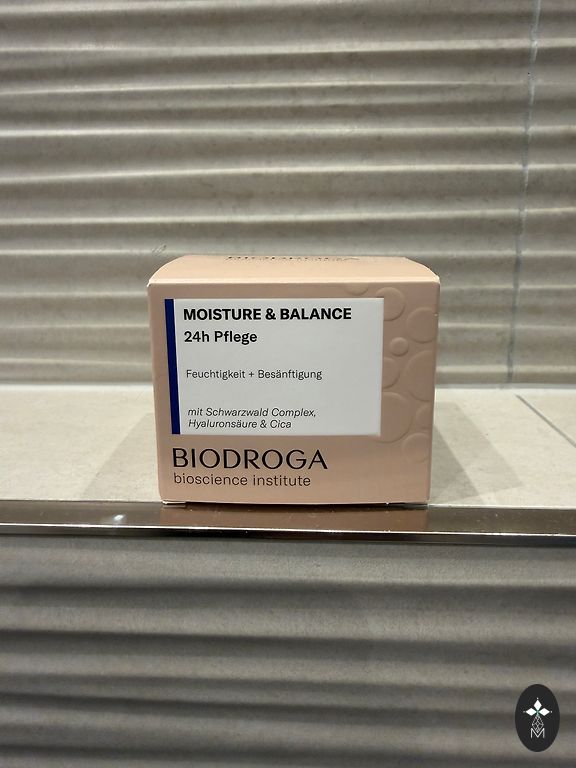 MOISTURE & BALANCE
24h Pflege
Feuchtigkeit + Besänftigung
mit Schwarzwald Complex,
Hyaluronsäure & Cica
BIODROGA
bioscience institute
M